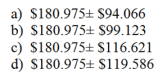 a) $180.975± $94.066
b) $180.975± $99.123
c) $180.975± $116.621
d) $180.975± $119.586